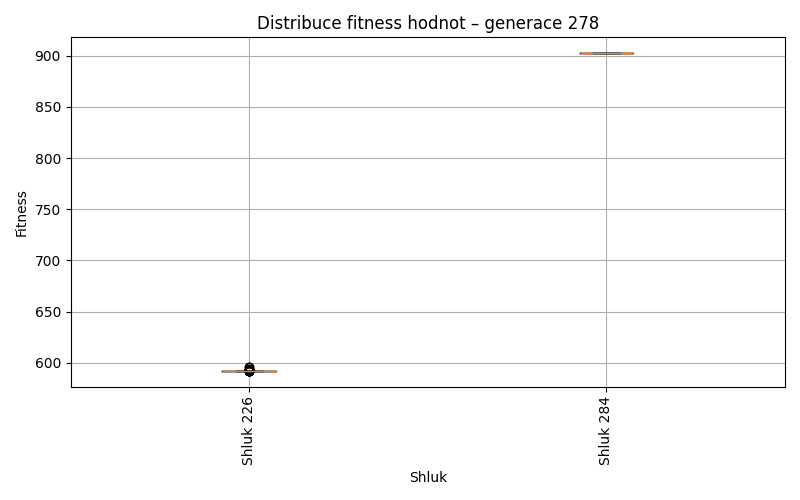 Distribuce fitness hodnot – generace 278
Fitness
900
850
800
750
700
650
600
Shluk 226
Shluk 284
Shluk